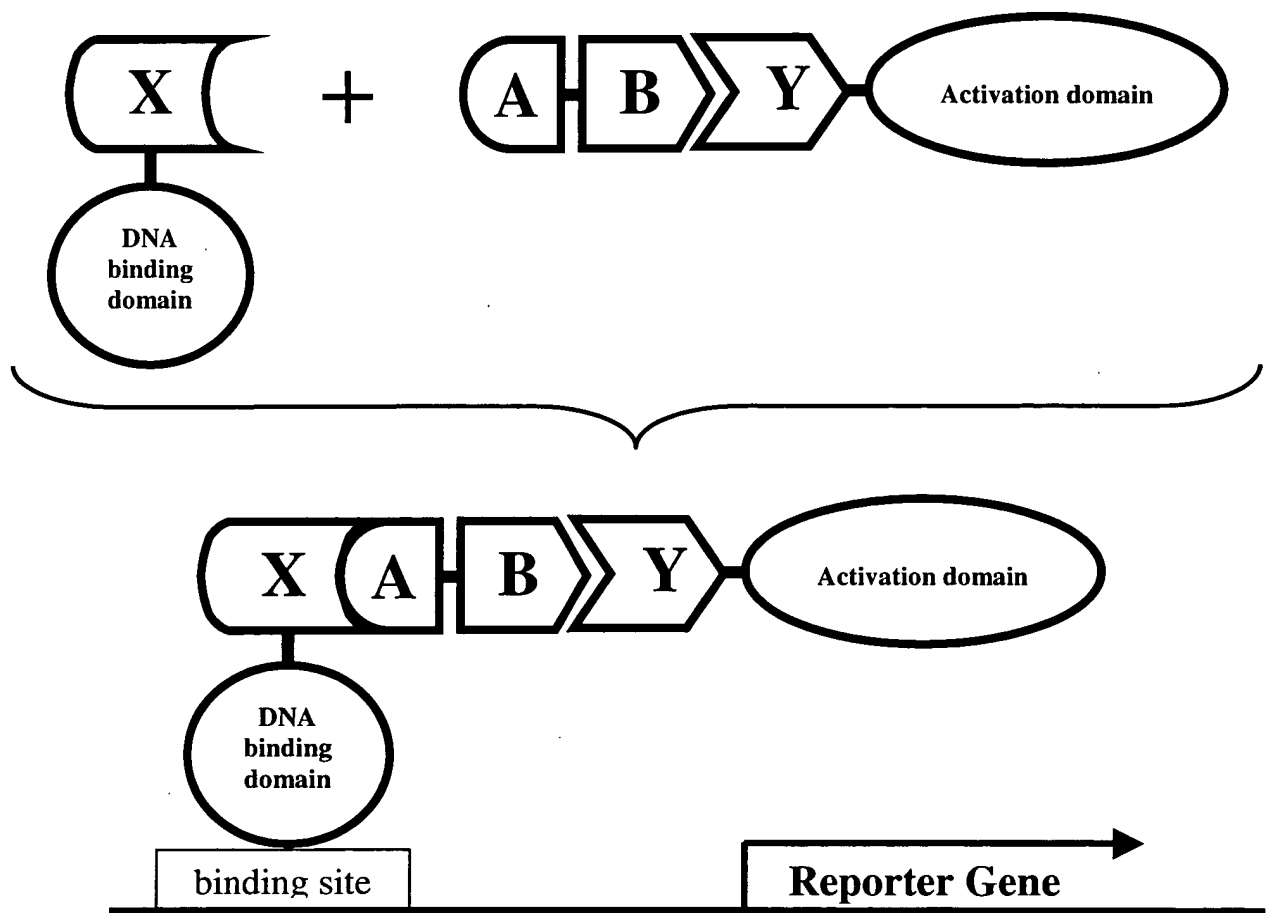 X + A B Y Activation domain
DNA
binding
domain
X A B Y Activation domain
DNA
binding
domain
binding site
Reporter Gene